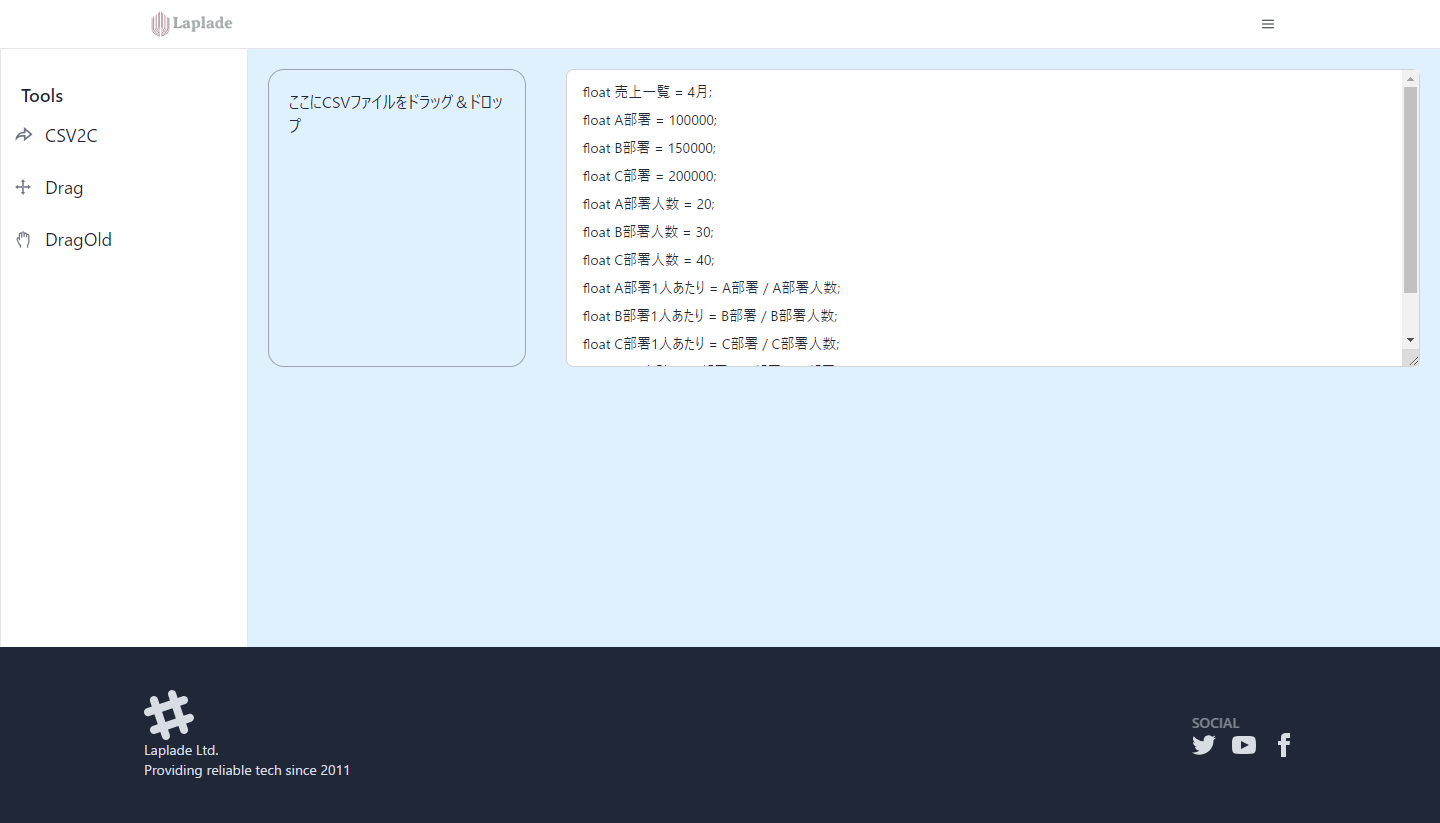 Laplade
Tools
CSV2C
Drag
DragOld
ここにCSVファイルをドラッグ＆ドロッ
プ
float 売上一覧 = 4月;
float A部署 = 100000;
float B部署 = 150000;
float C部署 = 200000;
float A部署人数 = 20;
float B部署人数 = 30;
float C部署人数 = 40;
float A部署1人あたり = A部署 / A部署人数;
float B部署1人あたり = B部署 / B部署人数;
float C部署1人あたり = C部署 / C部署人数;
Laplade Ltd.
Providing reliable tech since 2011
SOCIAL